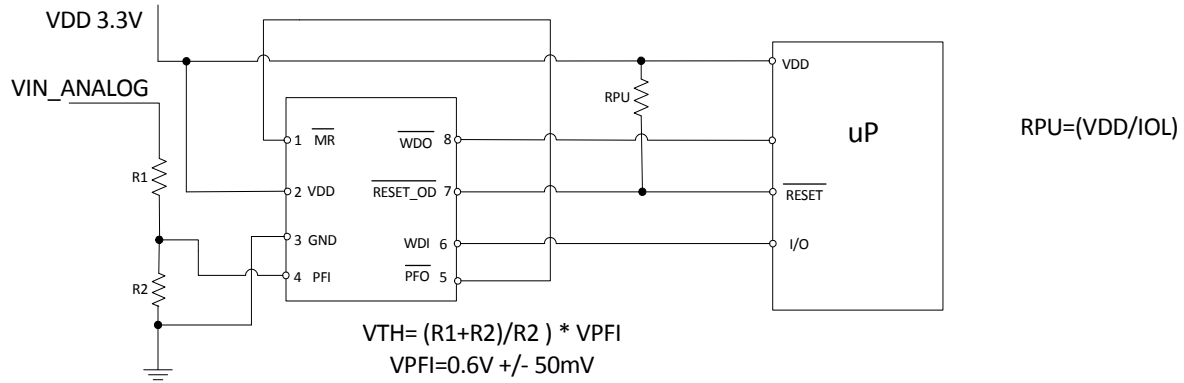 VDD 3.3V
VIN_ANALOG
R1
R2
1 MR
2 VDD
3 GND
4 PFI
WDO 8
RESET_OD 7
WDI 6
PFO 5
RPU
VDD
uP
RESET
I/O
RPU=(VDD/IOL)
VTH= (R1+R2)/R2 ) * VPFI
VPFI=0.6V +/- 50mV